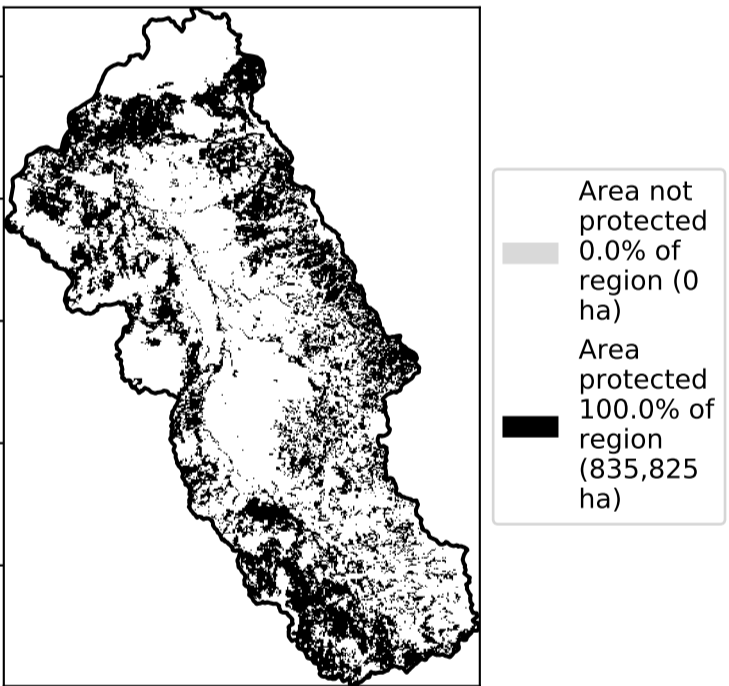 Area not
protected
0.0% of
region (0
ha)
Area
protected
100.0% of
region
(835,825
ha)